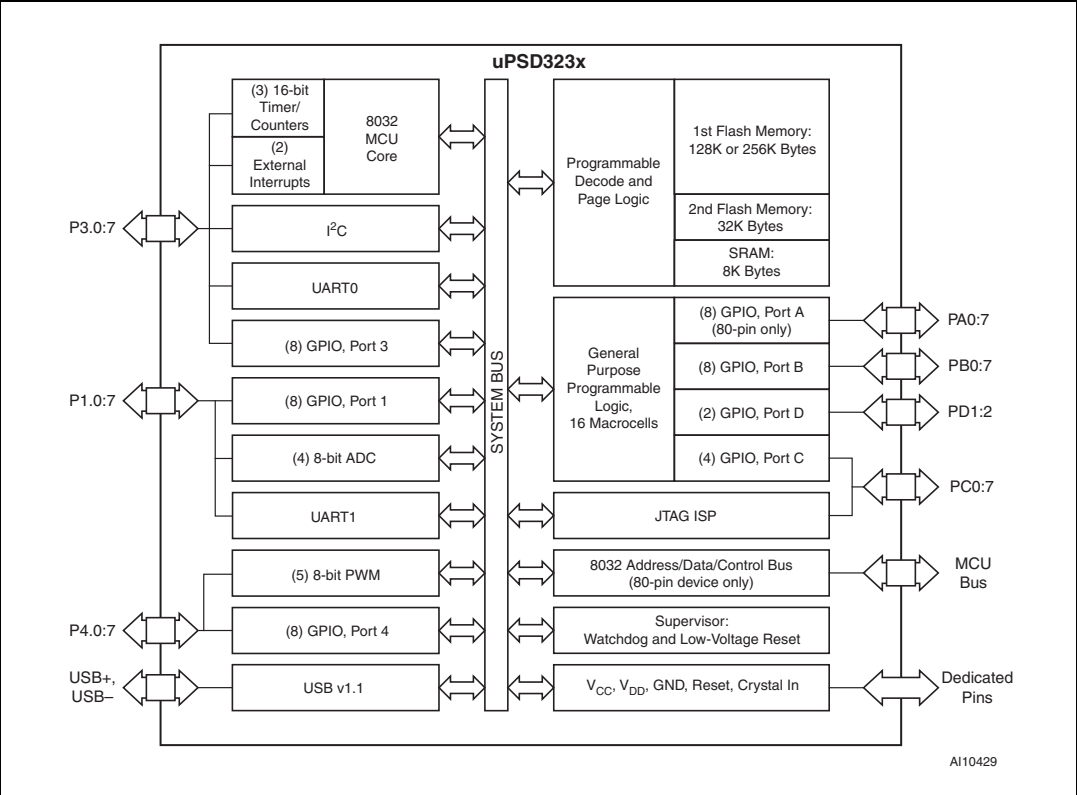 uPSD323x
(3) 16-bit
Timer/
Counters
(2)
External
Interrupts
8032
MCU
Core
I2C
UART0
(8) GPIO, Port 3
(8) GPIO, Port 1
(4) 8-bit ADC
UART1
(5) 8-bit PWM
(8) GPIO, Port 4
USB v1.1
P3.0:7
P1.0:7
P4.0:7
USB+,
USB–
SYSTEM BUS
Programmable
Decode and
Page Logic
1st Flash Memory:
128K or 256K Bytes
2nd Flash Memory:
32K Bytes
SRAM:
8K Bytes
General
Purpose
Programmable
Logic,
16 Macrocells
(8) GPIO, Port A
(80-pin only)
(8) GPIO, Port B
(2) GPIO, Port D
(4) GPIO, Port C
JTAG ISP
8032 Address/Data/Control Bus
(80-pin device only)
Supervisor:
Watchdog and Low-Voltage Reset
VCC, VDD, GND, Reset, Crystal In
PA0:7
PB0:7
PD1:2
PC0:7
MCU
Bus
Dedicated
Pins
AI10429